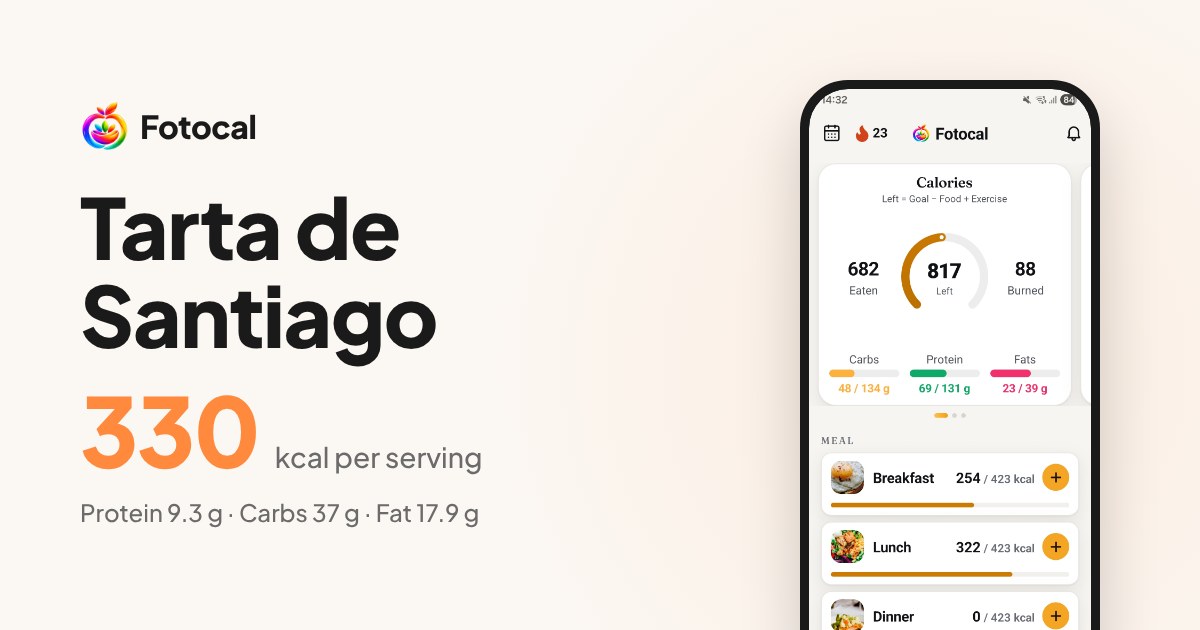 Fotocal
Tarta de
Santiago
330 kcal per serving
Protein 9.3 g · Carbs 37 g · Fat 17.9 g
14:32
84
23
Fotocal
Calories
Left = Goal − Food + Exercise
682
Eaten
817
Left
88
Burned
Carbs
48 / 134 g
Protein
69 / 131 g
Fats
23 / 39 g
MEAL
Breakfast 254 / 423 kcal +
Lunch 322 / 423 kcal +
Dinner 0 / 423 kcal +